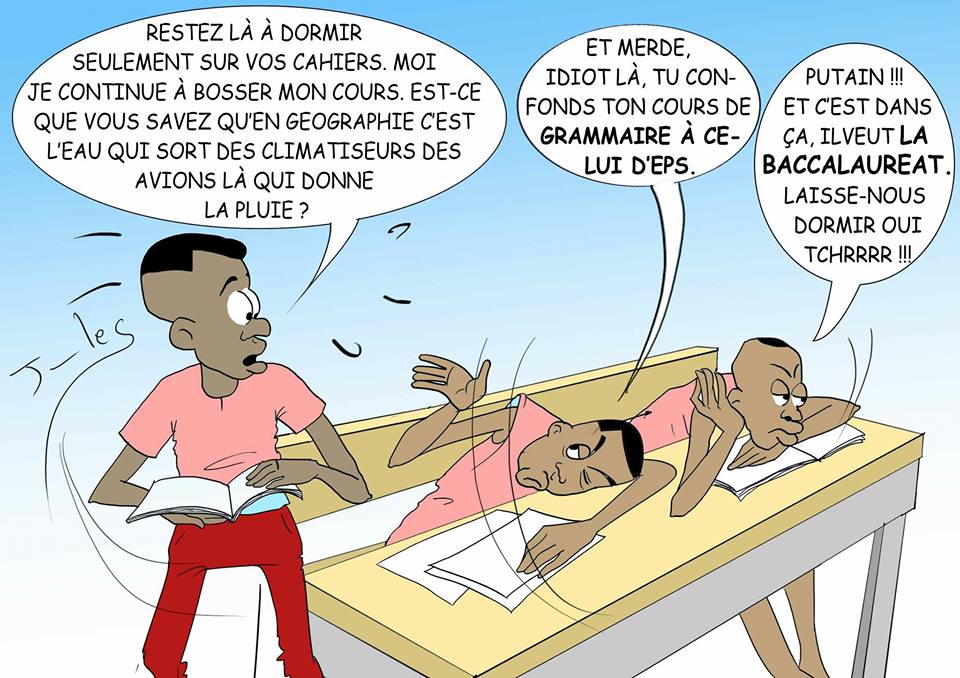 RESTEZ LÀ À DORMIR
SEULEMENT SUR VOS CAHIERS. MOI
JE CONTINUE À BOSSER MON COURS. EST-CE
QUE VOUS SAVEZ QU'EN GEOGRAPHIE C'EST
L'EAU QUI SORT DES CLIMATISEURS DES
AVIONS LÀ QUI DONNE
LA PLUIE ?
ET MERDE,
IDIOT LÀ, TU CON-
FONDS TON COURS DE
GRAMMAIRE À CE-
LUI D'EPS.
PUTAIN !!!
ET C'EST DANS
ÇA, ILVEUT LA
BACCALAUREAT.
LAISSE-NOUS
DORMIR OUI
TCHRRRR !!!
J-les